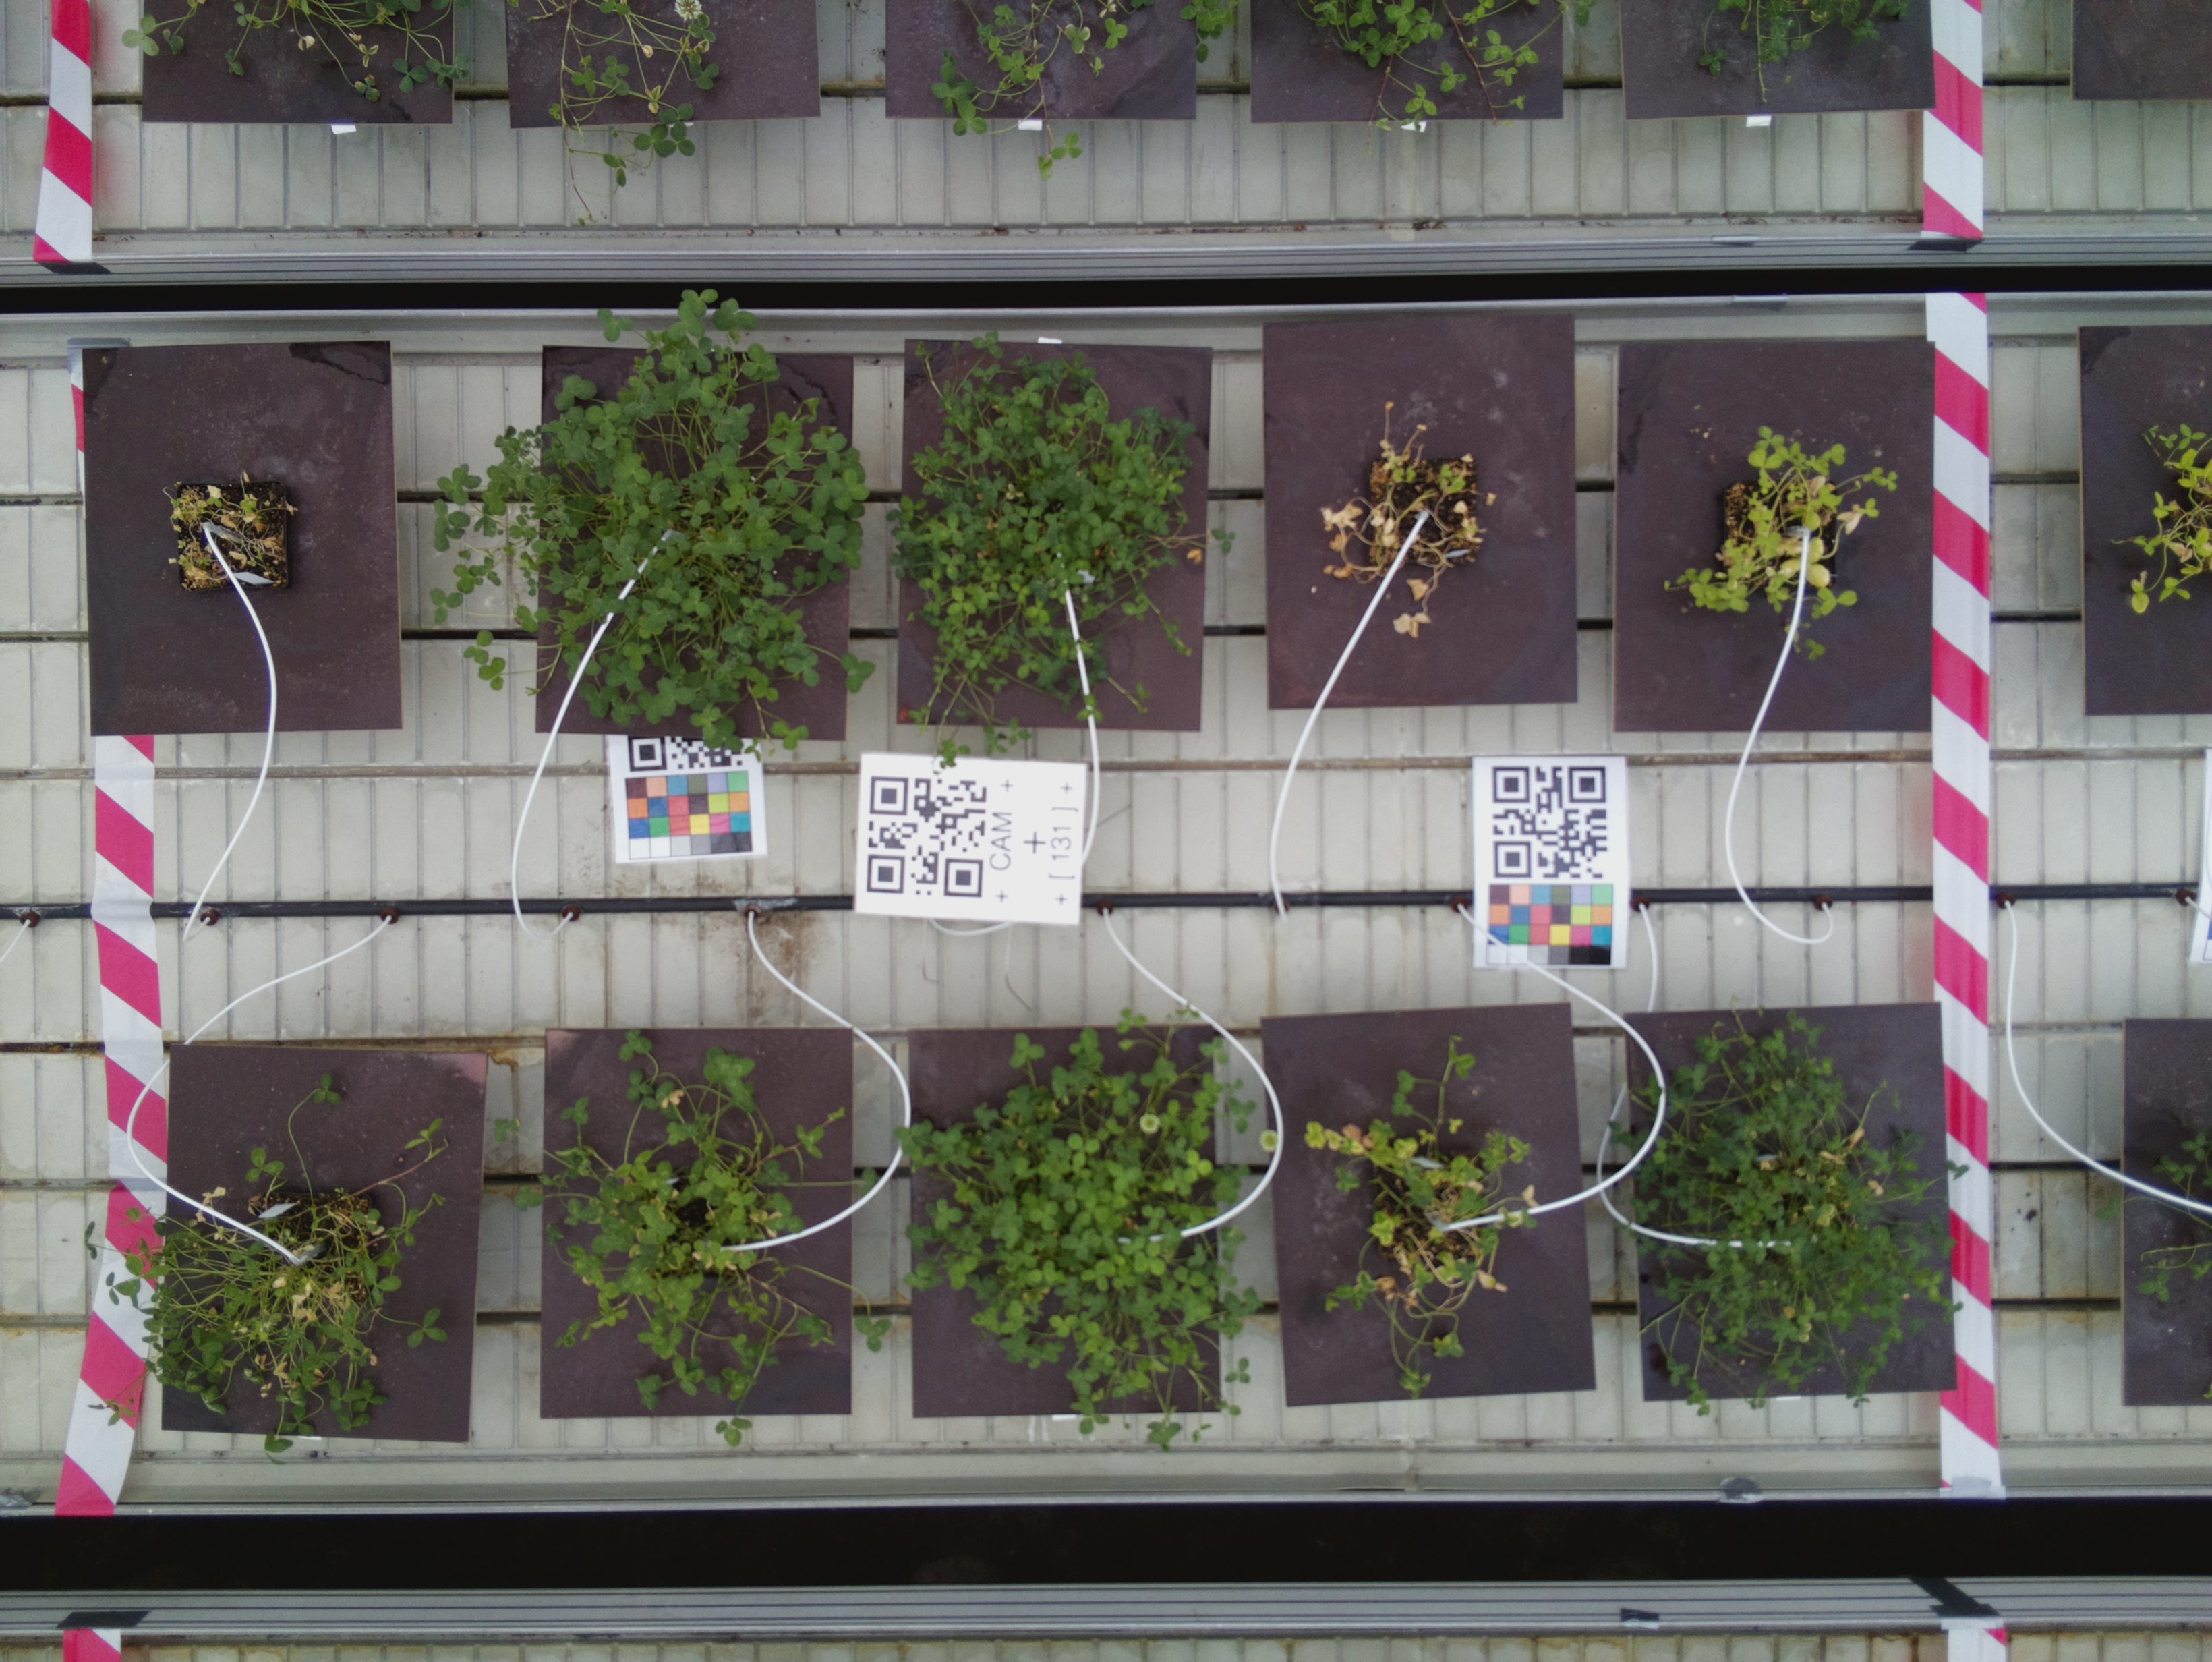 + CAM +
+
+ [ 131 ] +